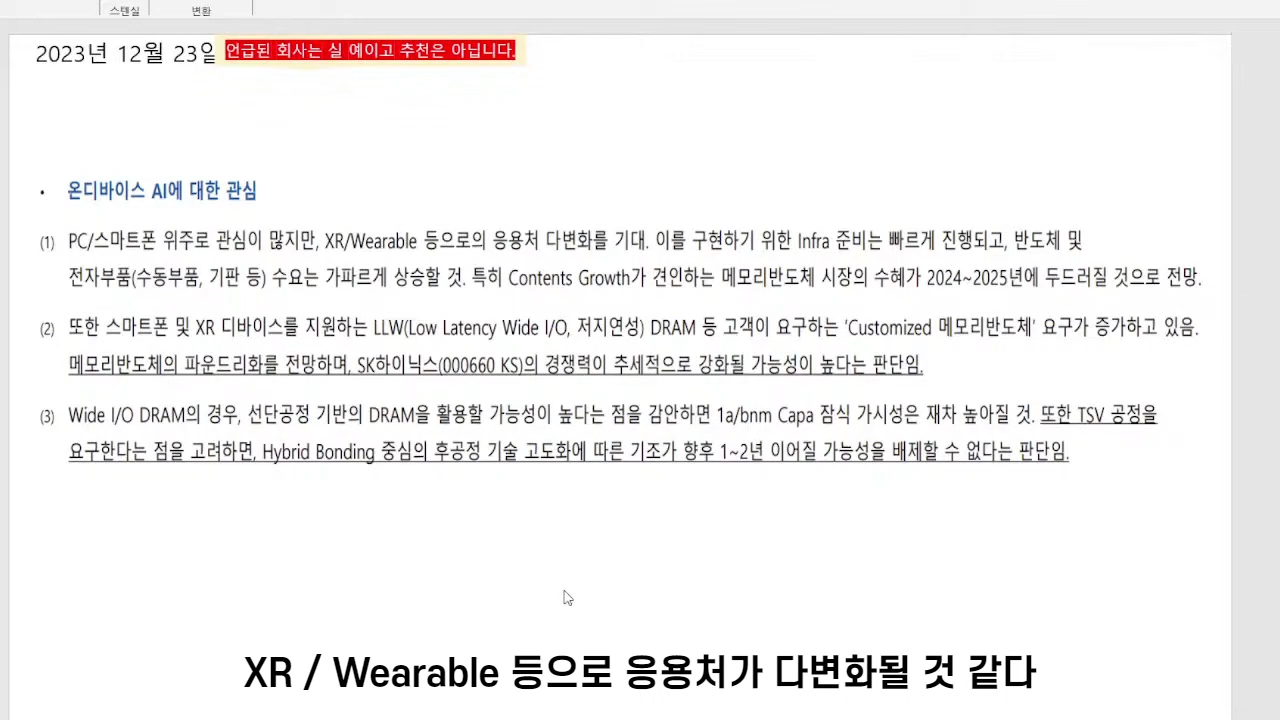 스텐실 변환
2023년 12월 23일 언급된 회사는 실 예이고 추천은 아닙니다.
• 온디바이스 AI에 대한 관심
(1) PC/스마트폰 위주로 관심이 많지만, XR/Wearable 등으로의 응용처 다변화를 기대. 이를 구현하기 위한 Infra 준비는 빠르게 진행되고, 반도체 및
전자부품(수동부품, 기판 등) 수요는 가파르게 상승할 것. 특히 Contents Growth가 견인하는 메모리반도체 시장의 수혜가 2024~2025년에 두드러질 것으로 전망.
(2) 또한 스마트폰 및 XR 디바이스를 지원하는 LLW(Low Latency Wide I/O, 저지연성) DRAM 등 고객이 요구하는 ‘Customized 메모리반도체’ 요구가 증가하고 있음.
메모리반도체의 파운드리화를 전망하며, SK하이닉스(000660 KS)의 경쟁력이 추세적으로 강화될 가능성이 높다는 판단임.
(3) Wide I/O DRAM의 경우, 선단공정 기반의 DRAM을 활용할 가능성이 높다는 점을 감안하면 1a/bnm Capa 잠식 가시성은 재차 높아질 것. 또한 TSV 공정을
요구한다는 점을 고려하면, Hybrid Bonding 중심의 후공정 기술 고도화에 따른 기조가 향후 1~2년 이어질 가능성을 배제할 수 없다는 판단임.
XR / Wearable 등으로 응용처가 다변화될 것 같다